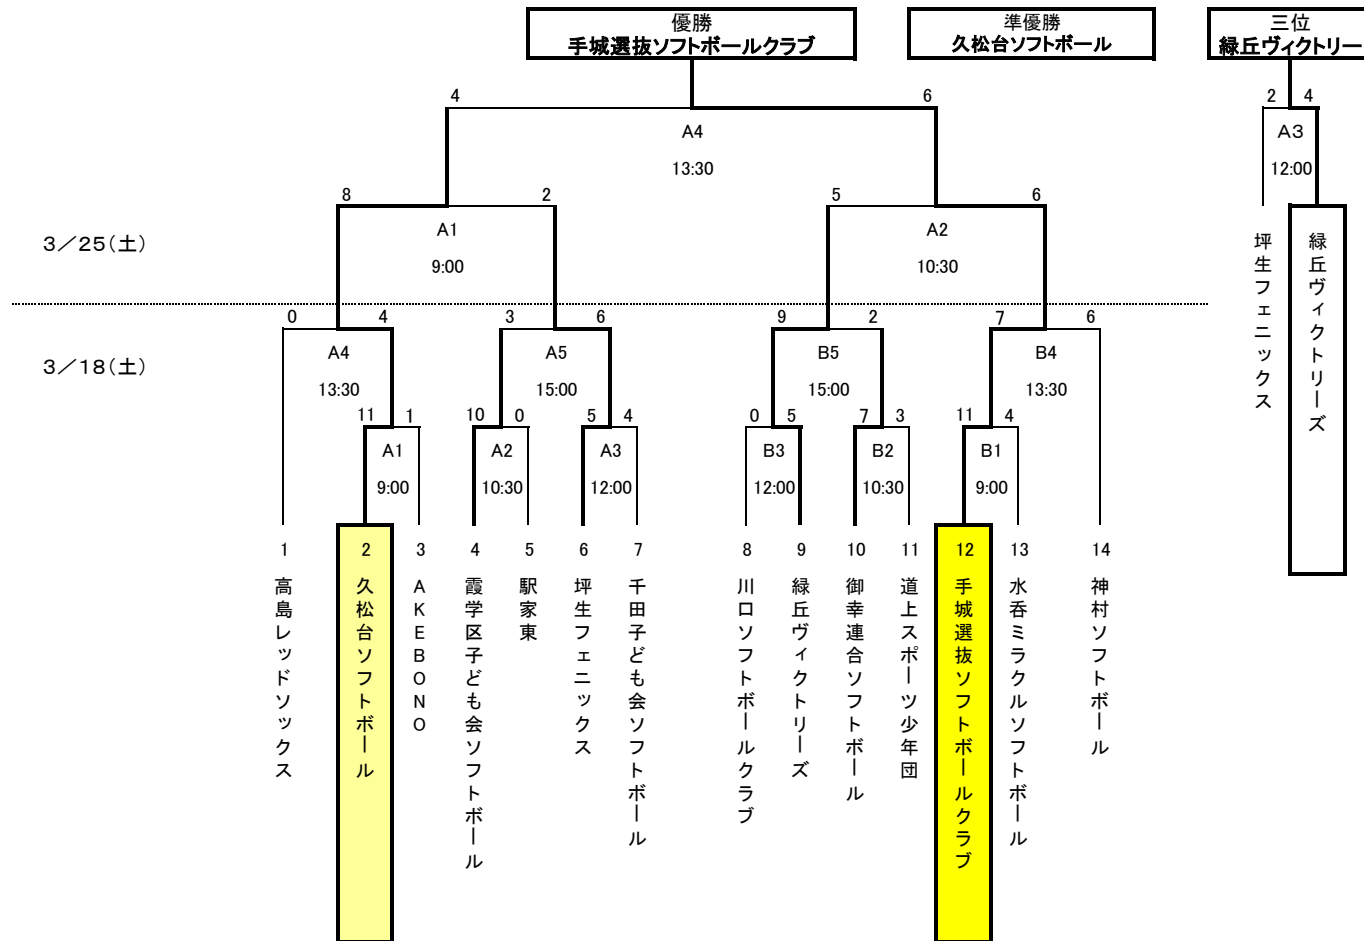 優勝
手城選抜ソフトボールクラブ
準優勝
久松台ソフトボール
三位
緑丘ヴィクトリー
4 6
2 4
A4
A3
13:30
12:00
8 2 5 6
A1 A2
3/25(土)
9:00 10:30
坪生フェニックス
緑丘ヴィクトリーズ
0 4 3 6 9 2 7 6
A4 A5 B5 B4
3/18(土)
13:30 15:00 15:00 13:30
11 1 10 0 5 4 0 5 7 3 11 4
A1 A2 A3 B3 B2 B1
9:00 10:30 12:00 12:00 10:30 9:00
1 2 3 4 5 6 7 8 9 10 11 12 13 14
高島レッドソックス
久松台ソフトボール
AKEBONO
霞学区子ども会ソフトボール
駅家東
坪生フェニックス
千田子ども会ソフトボール
川口ソフトボールクラブ
緑丘ヴィクトリーズ
御幸連合ソフトボール
道上スポーツ少年団
手城選抜ソフトボールクラブ
水呑ミラクルソフトボール
神村ソフトボール